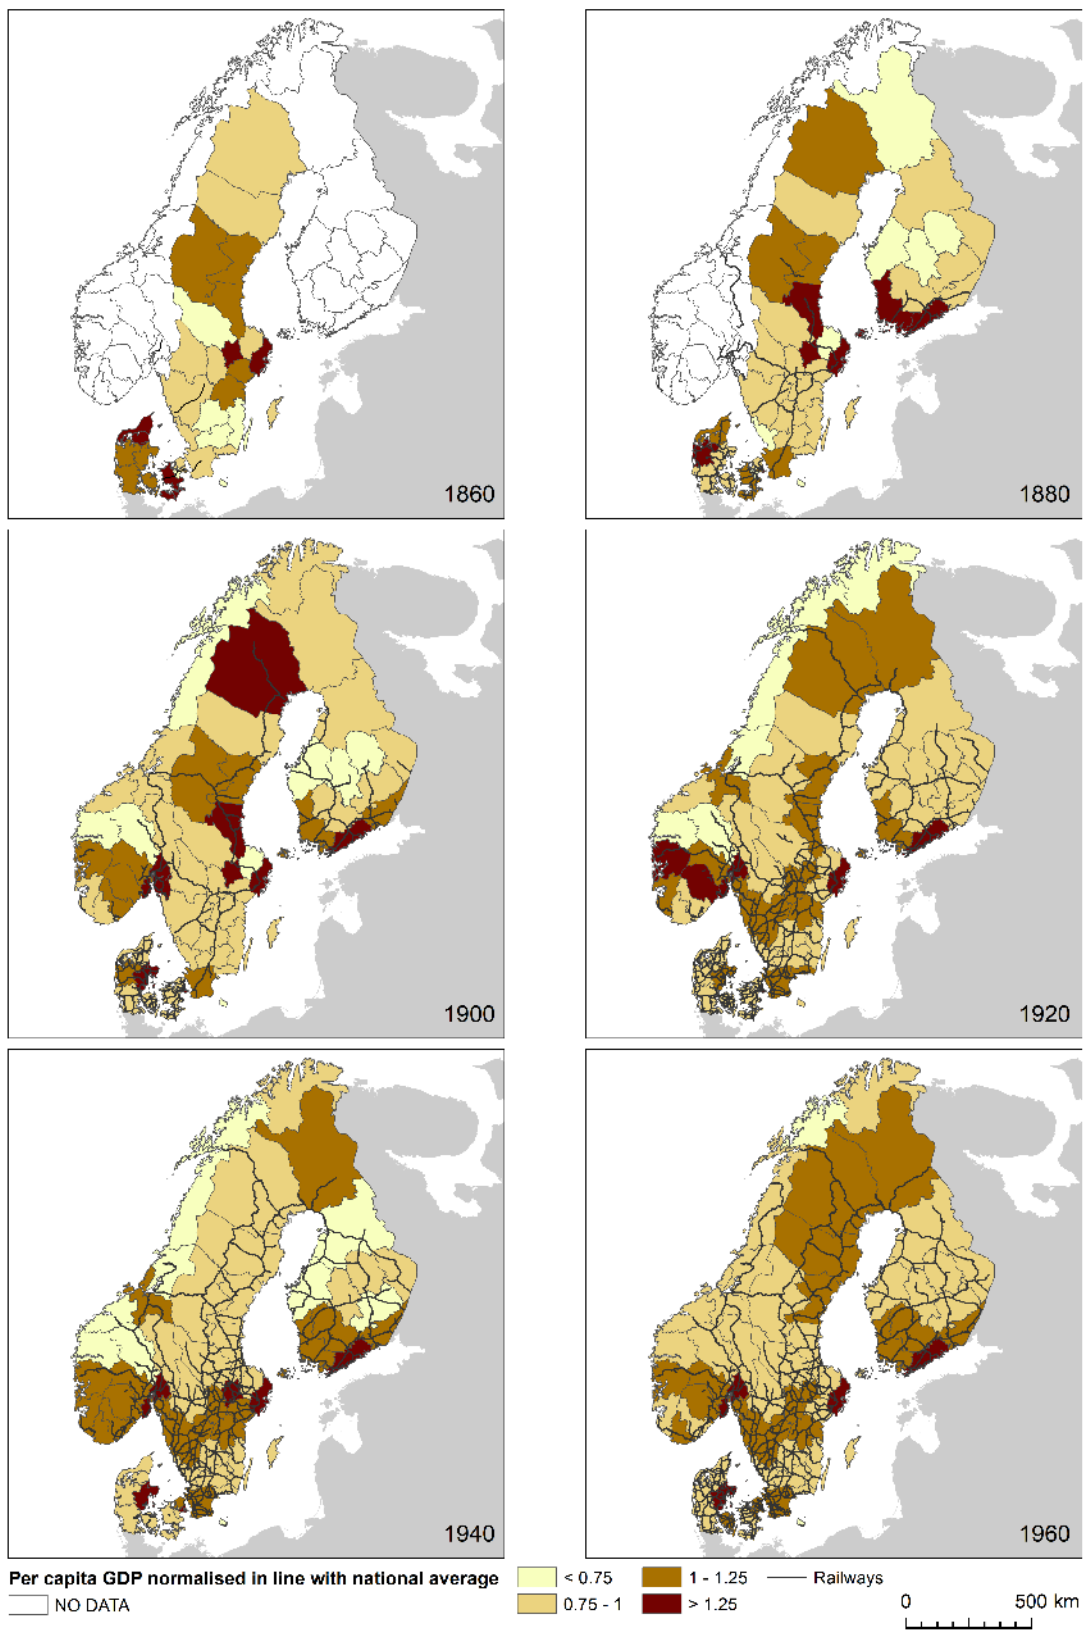 1860
1880
1900
1920
1940
1960
Per capita GDP normalised in line with national average
NO DATA
< 0.75
0.75 - 1
1 - 1.25
> 1.25
Railways
0 500 km